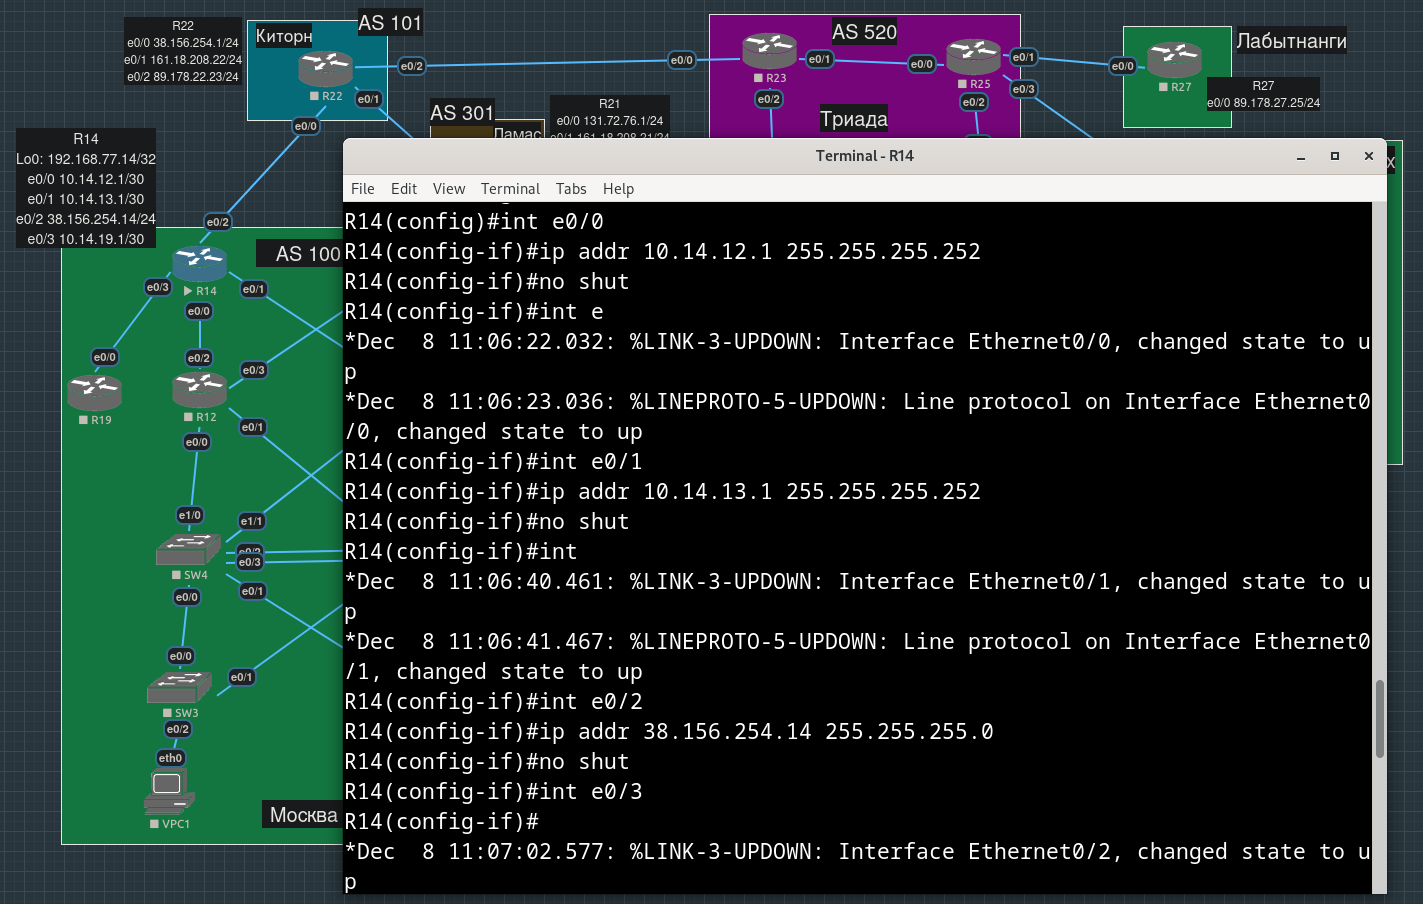 R22
e0/0 38.156.254.1/24
e0/1 161.18.208.22/24
e0/2 89.178.22.23/24
Киторн
AS 101
R22
e0/2
e0/1
e0/0
AS 301
R21
e0/0 131.72.76.1/24
AS 520
e0/0
R23
e0/1
e0/2
e0/0
R25
e0/1
e0/3
e0/2
Триада
e0/0
R27
Лабытнанги
R27
e0/0 89.178.27.25/24
R14
Lo0: 192.168.77.14/32
e0/0 10.14.12.1/30
e0/1 10.14.13.1/30
e0/2 38.156.254.14/24
e0/3 10.14.19.1/30
e0/2
AS 100
R14
e0/3
e0/1
e0/0
e0/0
e0/2
e0/3
R19
R12
e0/1
e0/0
e1/0
e1/1
e0/3
SW4
e0/0
e0/1
e0/0
e0/1
SW3
e0/2
eth0
VPC1
Москва
Terminal - R14
File Edit View Terminal Tabs Help
R14(config)#int e0/0
R14(config-if)#ip addr 10.14.12.1 255.255.255.252
R14(config-if)#no shut
R14(config-if)#int e
*Dec  8 11:06:22.032: %LINK-3-UPDOWN: Interface Ethernet0/0, changed state to u
p
*Dec  8 11:06:23.036: %LINEPROTO-5-UPDOWN: Line protocol on Interface Ethernet0
/0, changed state to up
R14(config-if)#int e0/1
R14(config-if)#ip addr 10.14.13.1 255.255.255.252
R14(config-if)#no shut
R14(config-if)#int
*Dec  8 11:06:40.461: %LINK-3-UPDOWN: Interface Ethernet0/1, changed state to u
p
*Dec  8 11:06:41.467: %LINEPROTO-5-UPDOWN: Line protocol on Interface Ethernet0
/1, changed state to up
R14(config-if)#int e0/2
R14(config-if)#ip addr 38.156.254.14 255.255.255.0
R14(config-if)#no shut
R14(config-if)#int e0/3
R14(config-if)#
*Dec  8 11:07:02.577: %LINK-3-UPDOWN: Interface Ethernet0/2, changed state to u
p